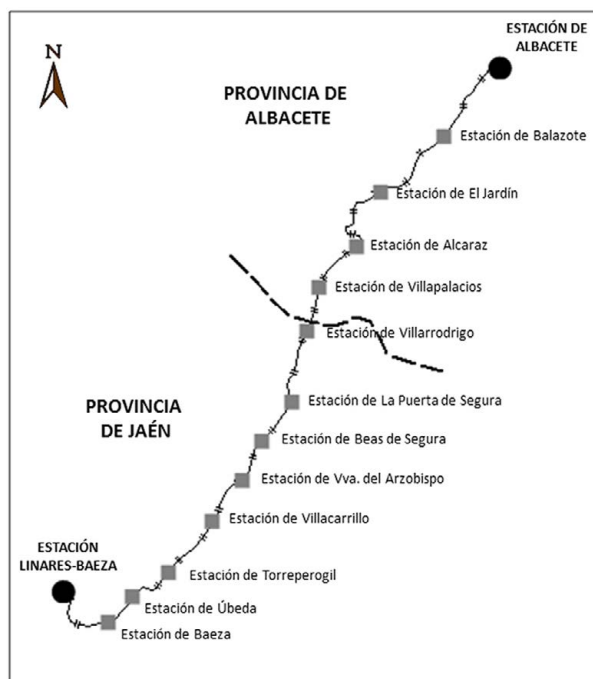 ESTACIÓN DE
ALBACETE
N
PROVINCIA DE
ALBACETE
Estación de Balazote
Estación de El Jardín
Estación de Alcaraz
Estación de Villapalacios
Estación de Villarrodrigo
PROVINCIA
DE JAÉN
Estación de La Puerta de Segura
Estación de Beas de Segura
Estación de Vva. del Arzobispo
Estación de Villacarrillo
ESTACIÓN
LINARES-BAEZA
Estación de Torreperogil
Estación de Úbeda
Estación de Baeza